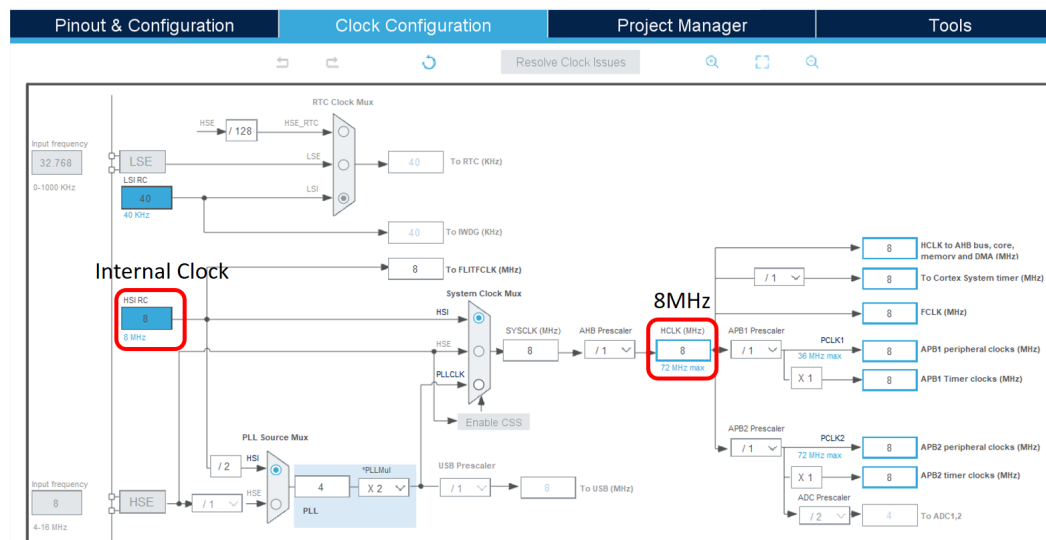 Pinout & Configuration
Clock Configuration
Project Manager
Tools
Resolve Clock Issues
RTC Clock Mux
HSE
/ 128
HSE_RTC
Input frequency
32.768
0-1000 KHz
LSE
LSE
40
To RTC (KHz)
LSI RC
40
40 KHz
LSI
40
To IWDG (KHz)
Internal Clock
8
To FLITFCLK (MHz)
HSI RC
8
8 MHz
System Clock Mux
HSI
HSE
PLLCLK
SYSCLK (MHz)
8
AHB Prescaler
/ 1
8MHz
HCLK (MHz)
8
72 MHz max
8
HCLK to AHB bus, core,
memory and DMA (MHz)
/ 1
8
To Cortex System timer (MHz)
8
FCLK (MHz)
APB1 Prescaler
/ 1
PCLK1
36 MHz max
8
APB1 peripheral clocks (MHz)
X 1
8
APB1 Timer clocks (MHz)
Enable CSS
PLL Source Mux
/ 2
HSI
HSE
4
*PLLMul
X 2
PLL
USB Prescaler
/ 1
8
To USB (MHz)
Input frequency
8
4-16 MHz
HSE
/ 1
APB2 Prescaler
/ 1
PCLK2
72 MHz max
8
APB2 peripheral clocks (MHz)
X 1
8
APB2 timer clocks (MHz)
ADC Prescaler
/ 2
4
To ADC1,2